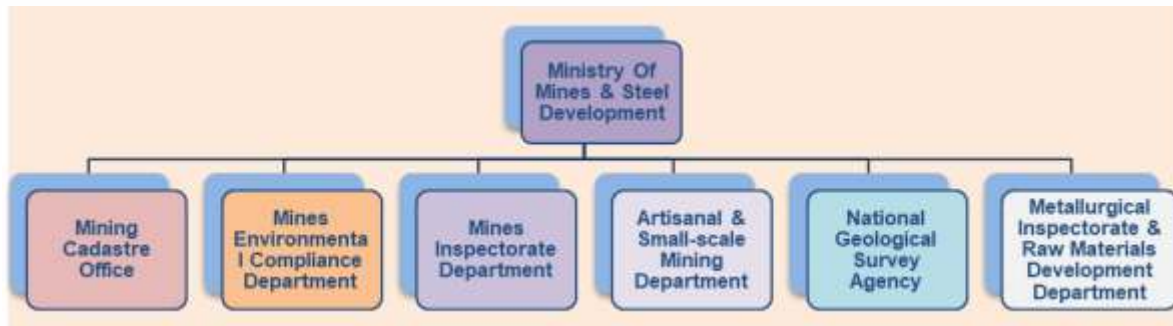 Ministry Of
Mines & Steel
Development
Mining
Cadastre
Office
Mines
Environmenta
l Compliance
Department
Mines
Inspectorate
Department
Artisanal &
Small-scale
Mining
Department
National
Geological
Survey
Agency
Metallurgical
Inspectorate &
Raw Materials
Development
Department